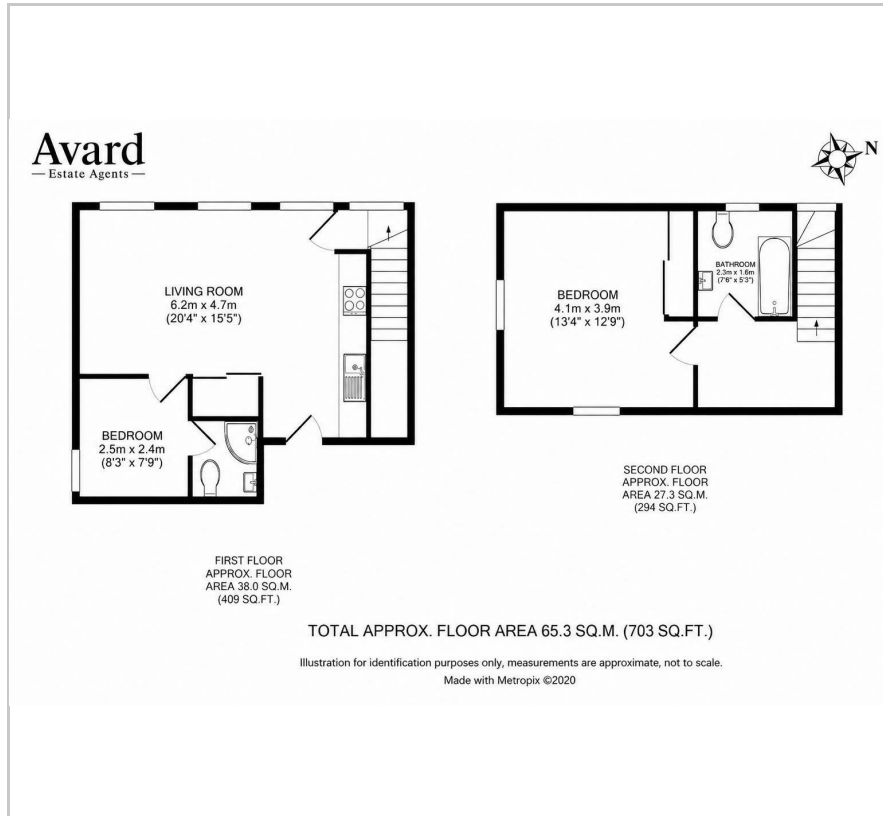 Avard
Estate Agents
N
LIVING ROOM
6.2m x 4.7m
(20'4" x 15'5")
BEDROOM
2.5m x 2.4m
(8'3" x 7'9")
BEDROOM
4.1m x 3.9m
(13'4" x 12'9")
BATHROOM
2.3m x 1.6m
(7'6" x 5'3")
FIRST FLOOR
APPROX. FLOOR
AREA 38.0 SQ.M.
(409 SQ.FT.)
SECOND FLOOR
APPROX. FLOOR
AREA 27.3 SQ.M.
(294 SQ.FT.)
TOTAL APPROX. FLOOR AREA 65.3 SQ.M. (703 SQ.FT.)
Illustration for identification purposes only, measurements are approximate, not to scale.
Made with Metropix ©2020